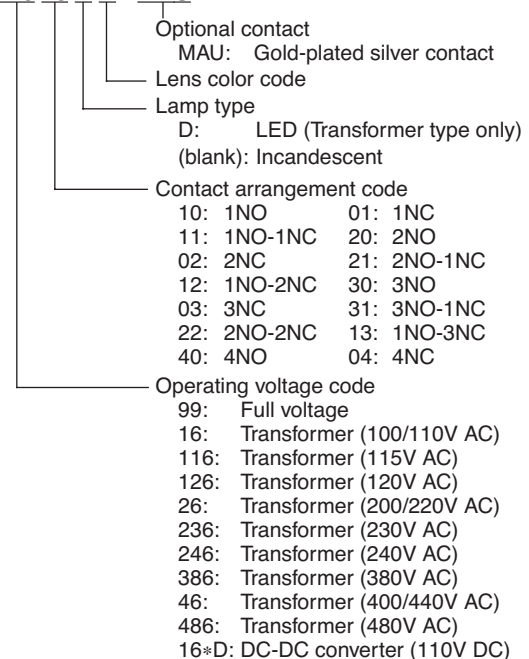 Optional contact
MAU: Gold-plated silver contact
Lens color code
Lamp type
D: LED (Transformer type only)
(blank): Incandescent
Contact arrangement code
10: 1NO 01: 1NC
11: 1NO-1NC 20: 2NO
02: 2NC 21: 2NO-1NC
12: 1NO-2NC 30: 3NO
03: 3NC 31: 3NO-1NC
22: 2NO-2NC 13: 1NO-3NC
40: 4NO 04: 4NC
Operating voltage code
99: Full voltage
16: Transformer (100/110V AC)
116: Transformer (115V AC)
126: Transformer (120V AC)
26: Transformer (200/220V AC)
236: Transformer (230V AC)
246: Transformer (240V AC)
386: Transformer (380V AC)
46: Transformer (400/440V AC)
486: Transformer (480V AC)
16∗D: DC-DC converter (110V DC)